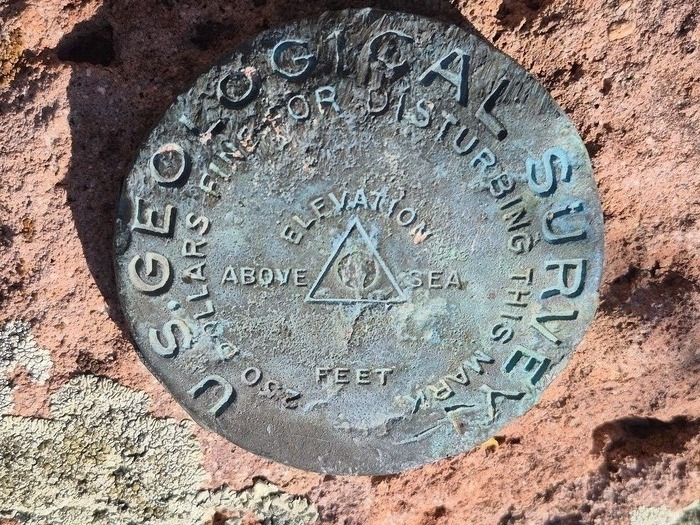 U.S. GEOLOGICAL SURVEY
250 DOLLARS FINE FOR DISTURBING THIS MARK
ELEVATION
ABOVE SEA
FEET